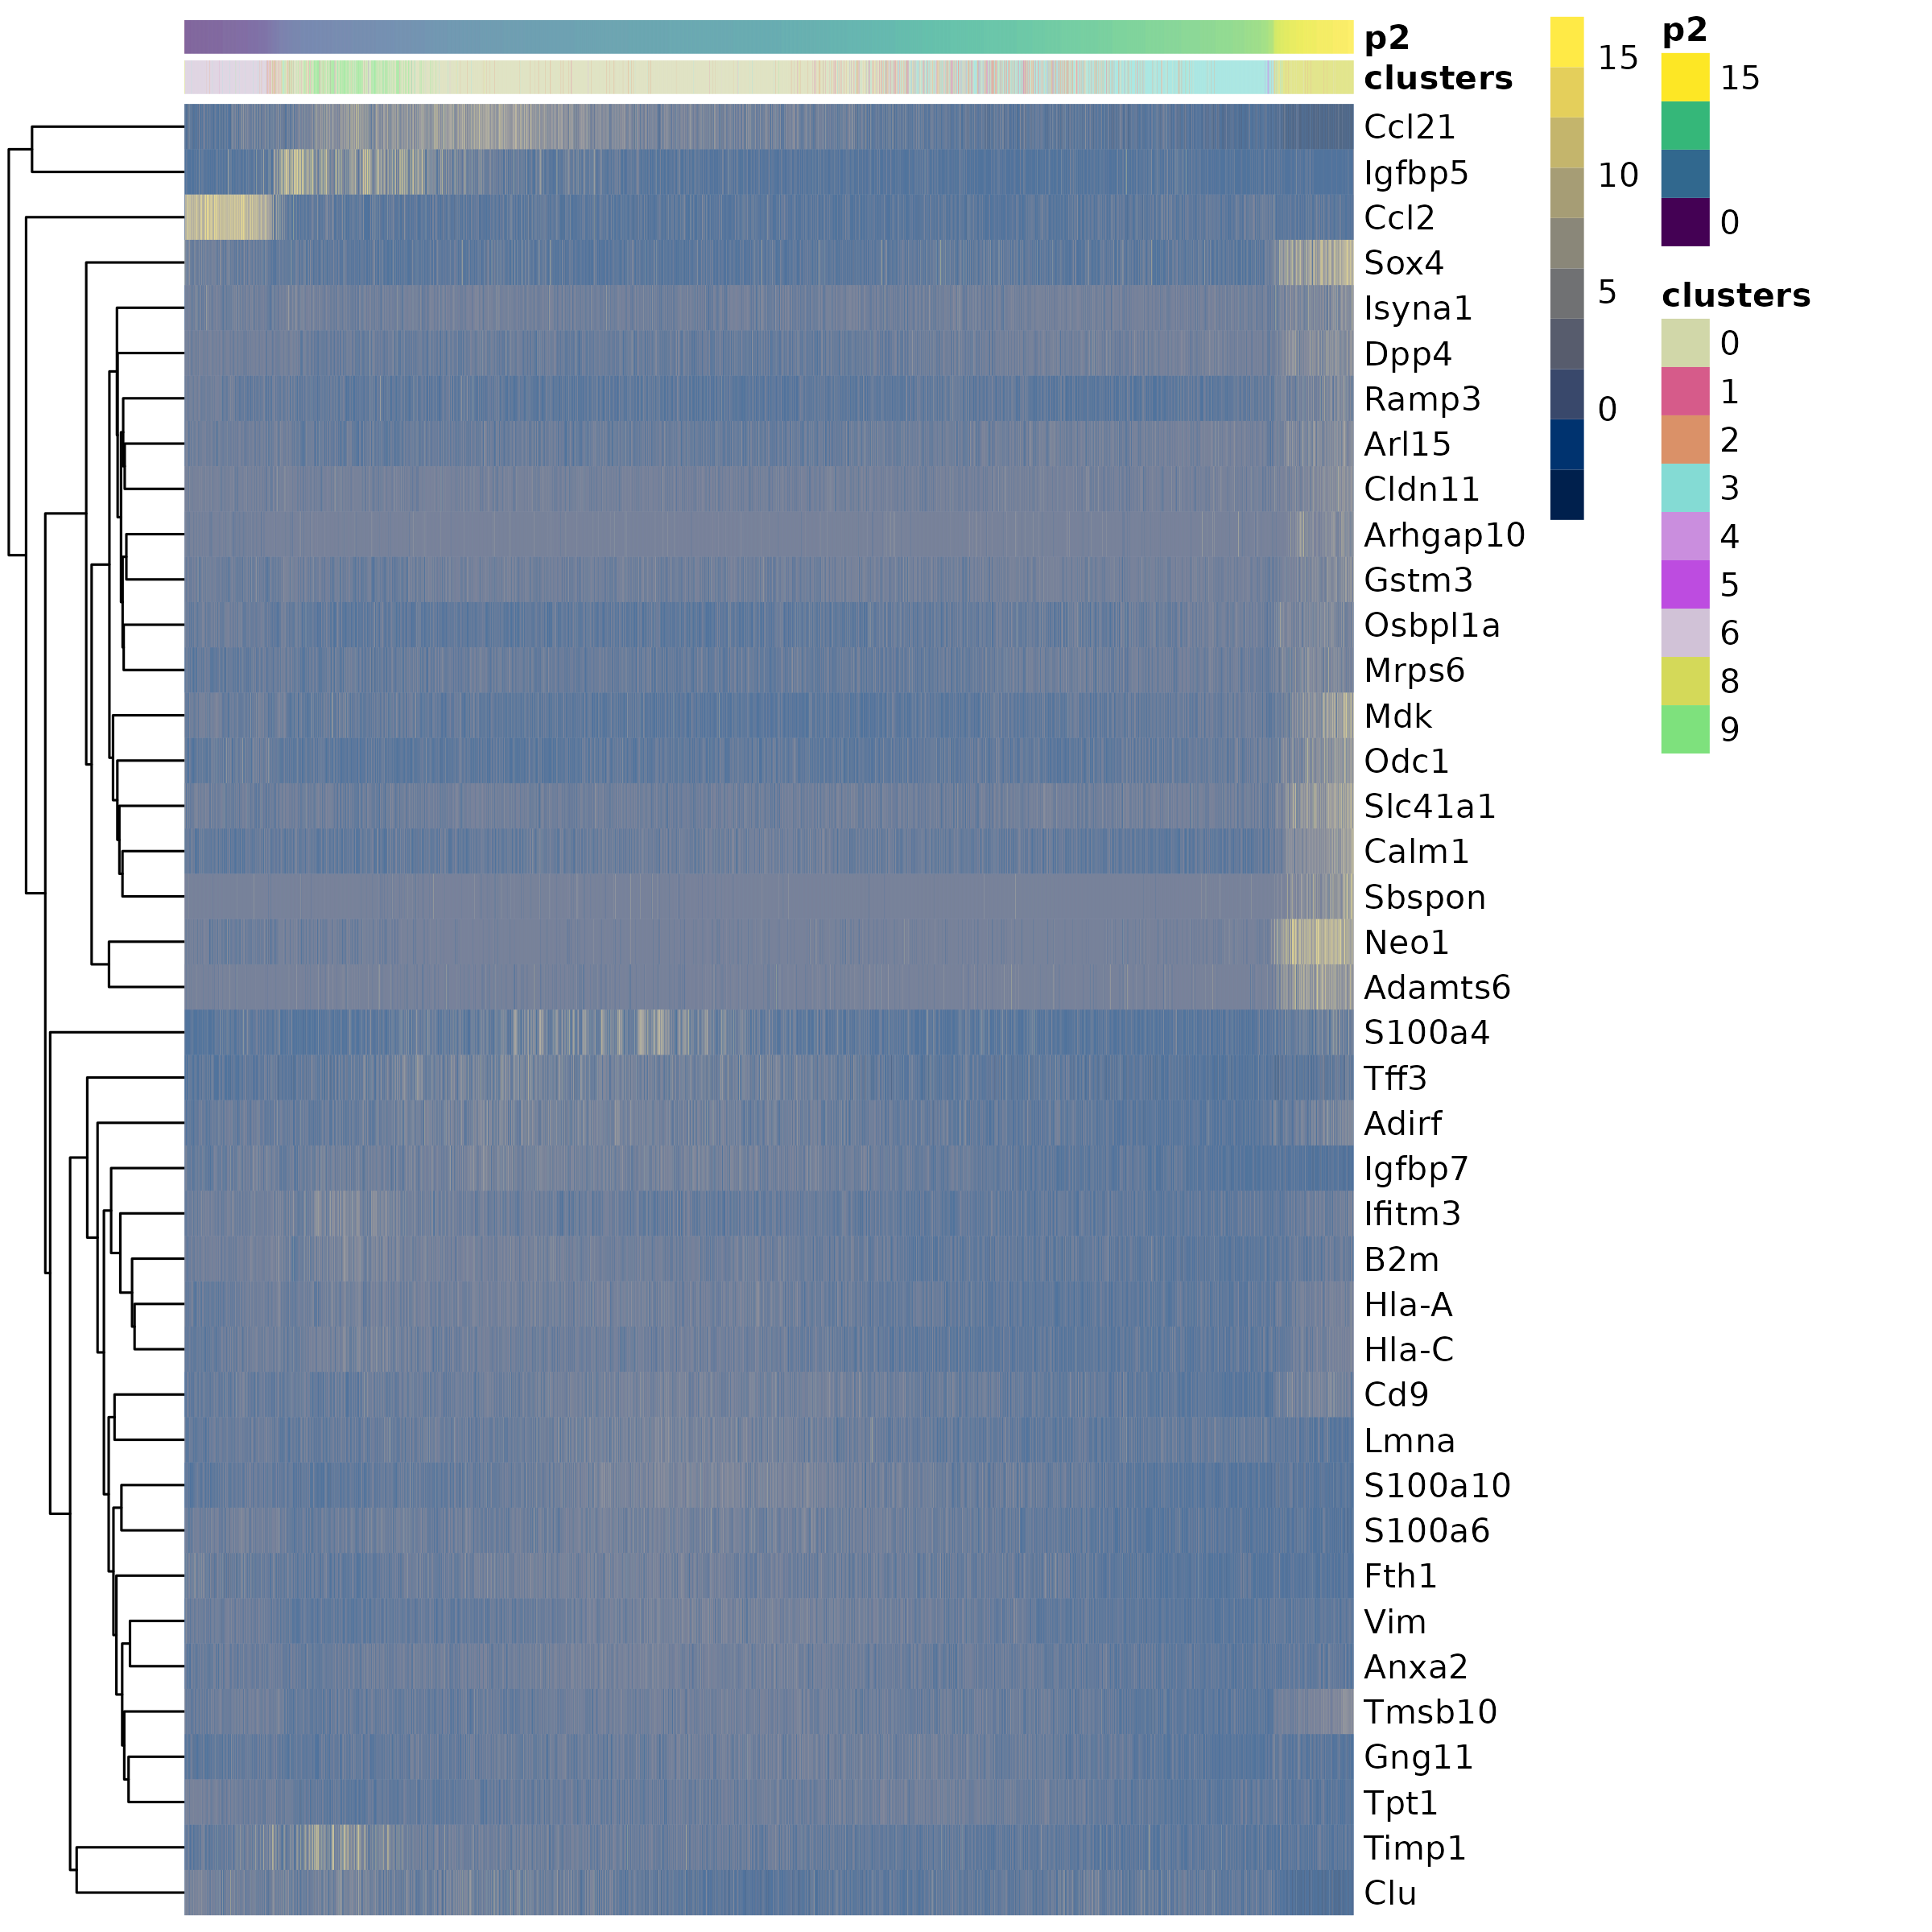 p2
clusters
Ccl21
Igfbp5
Ccl2
Sox4
Isyna1
Dpp4
Ramp3
Arl15
Cldn11
Arhgap10
Gstm3
Osbpl1a
Mrps6
Mdk
Odc1
Slc41a1
Calm1
Sbspon
Neo1
Adamts6
S100a4
Tff3
Adirf
Igfbp7
Ifitm3
B2m
Hla-A
Hla-C
Cd9
Lmna
S100a10
S100a6
Fth1
Vim
Anxa2
Tmsb10
Gng11
Tpt1
Timp1
Clu
15
10
5
0
p2
15
0
clusters
0
1
2
3
4
5
6
8
9